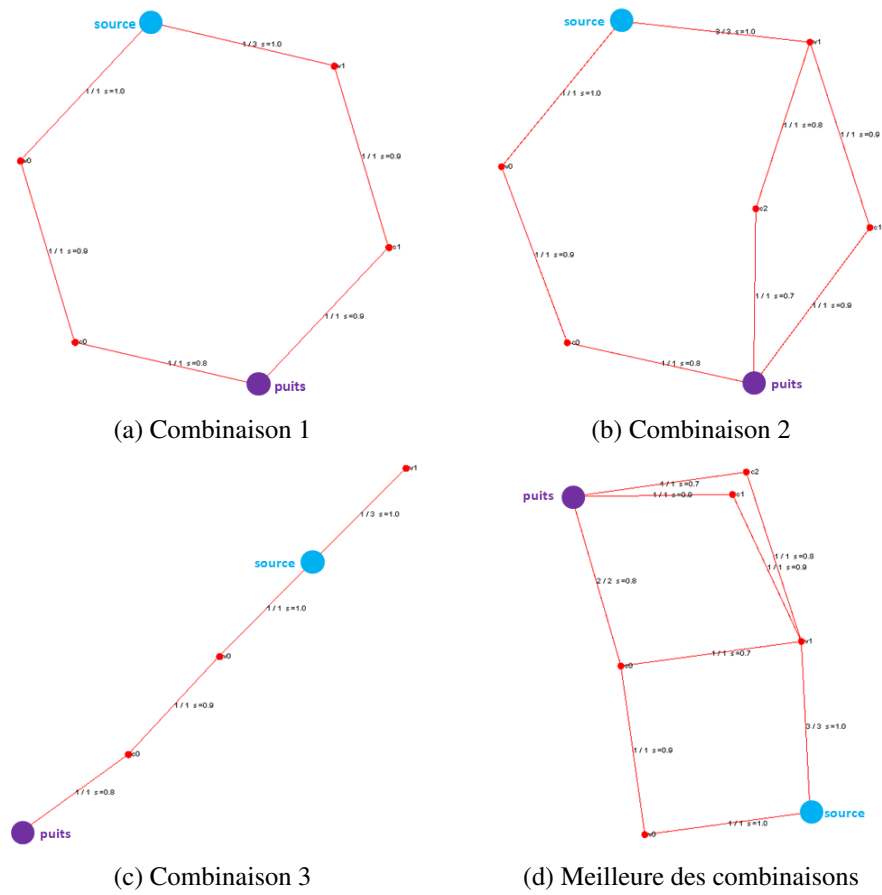 source
1 / 3 s=1.0
v1
1 / 1 s=1.0
v0
1 / 1 s=0.9
1 / 1 s=0.9
c1
1 / 1 s=0.9
c0
1 / 1 s=0.8
puits
(a) Combinaison 1
source
3 / 3 s=1.0
v1
1 / 1 s=1.0
1 / 1 s=0.8
1 / 1 s=0.9
v0
c2
c1
1 / 1 s=0.9
1 / 1 s=0.7
1 / 1 s=0.9
c0
1 / 1 s=0.8
puits
(b) Combinaison 2
v1
1 / 3 s=1.0
source
1 / 1 s=1.0
v0
1 / 1 s=0.9
c0
1 / 1 s=0.8
puits
(c) Combinaison 3
c2
1 / 1 s=0.7
puits
1 / 1 s=0.9
c1
1 / 1 s=0.8
1 / 1 s=0.9
2 / 2 s=0.8
v1
1 / 1 s=0.7
c0
3 / 3 s=1.0
1 / 1 s=0.9
source
1 / 1 s=1.0
v0
(d) Meilleure des combinaisons